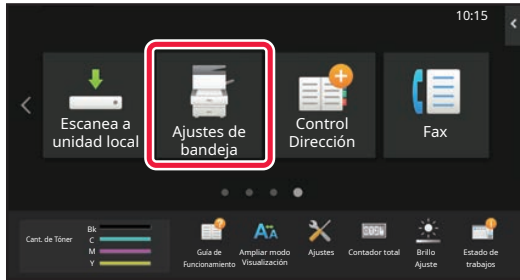 10:15
Escanea a
unidad local
Ajustes de
bandeja
Control
Dirección
Fax
Cant. de Tóner
Bk
C
M
Y
Guía de
Funcionamiento
Ampliar modo
Visualización
Ajustes
Contador total
Brillo
Ajuste
Estado de
trabajos